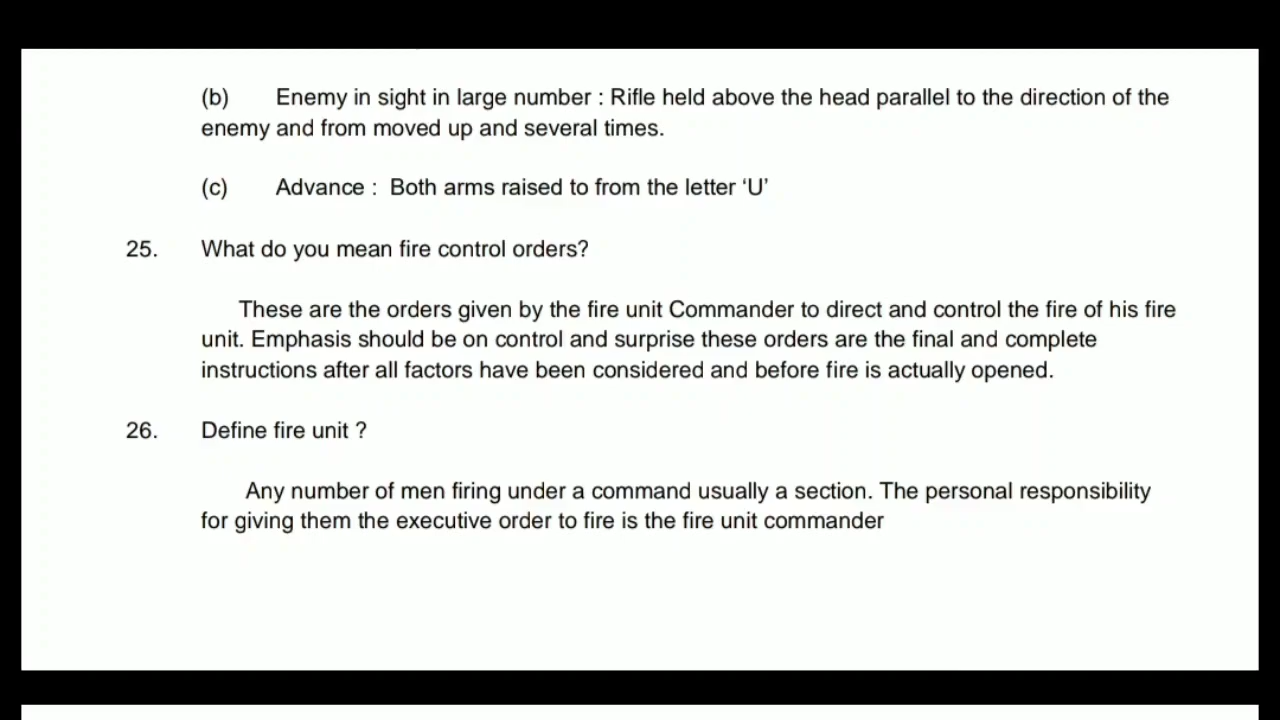 (b) Enemy in sight in large number : Rifle held above the head parallel to the direction of the
enemy and from moved up and several times.
(c) Advance : Both arms raised to from the letter ‘U’
25. What do you mean fire control orders?
These are the orders given by the fire unit Commander to direct and control the fire of his fire
unit. Emphasis should be on control and surprise these orders are the final and complete
instructions after all factors have been considered and before fire is actually opened.
26. Define fire unit ?
Any number of men firing under a command usually a section. The personal responsibility
for giving them the executive order to fire is the fire unit commander